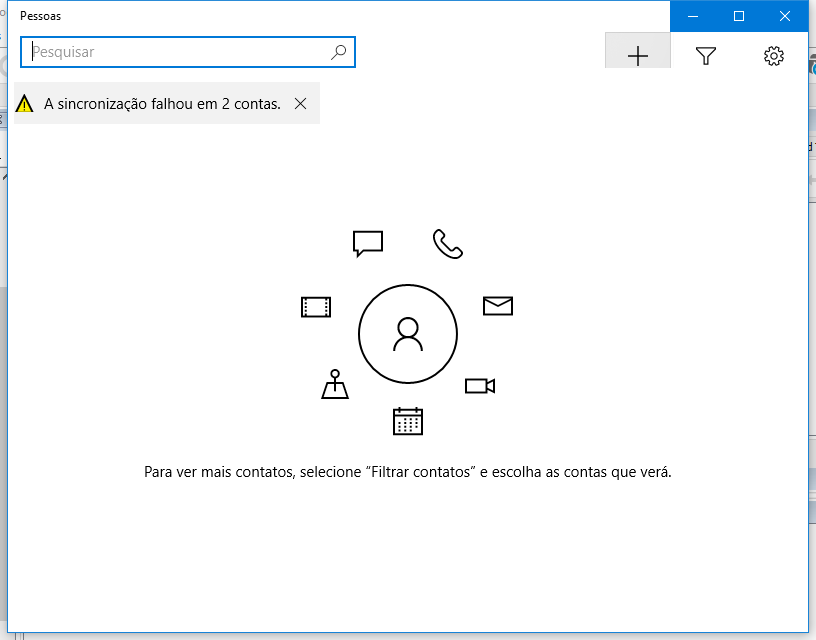 Pessoas
Pesquisar
A sincronização falhou em 2 contas.
Para ver mais contatos, selecione “Filtrar contatos” e escolha as contas que verá.